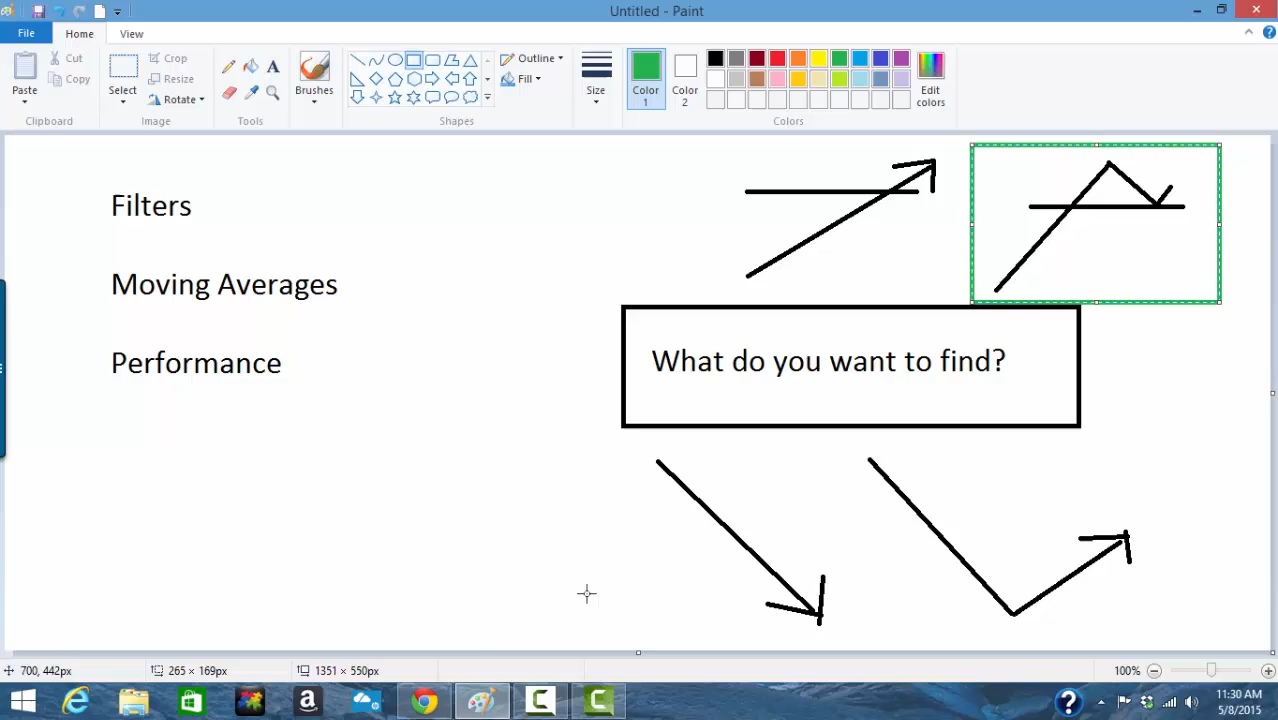 Untitled - Paint
File
Home
View
Paste
Cut
Copy
Clipboard
Select
Crop
Resize
Rotate
Image
A
Tools
Brushes
Outline
Fill
Shapes
Size
Color 1
Color 2
Edit colors
Colors
Filters
Moving Averages
Performance
What do you want to find?
700, 442px
265 × 169px
1351 × 550px
100%
11:30 AM
5/8/2015